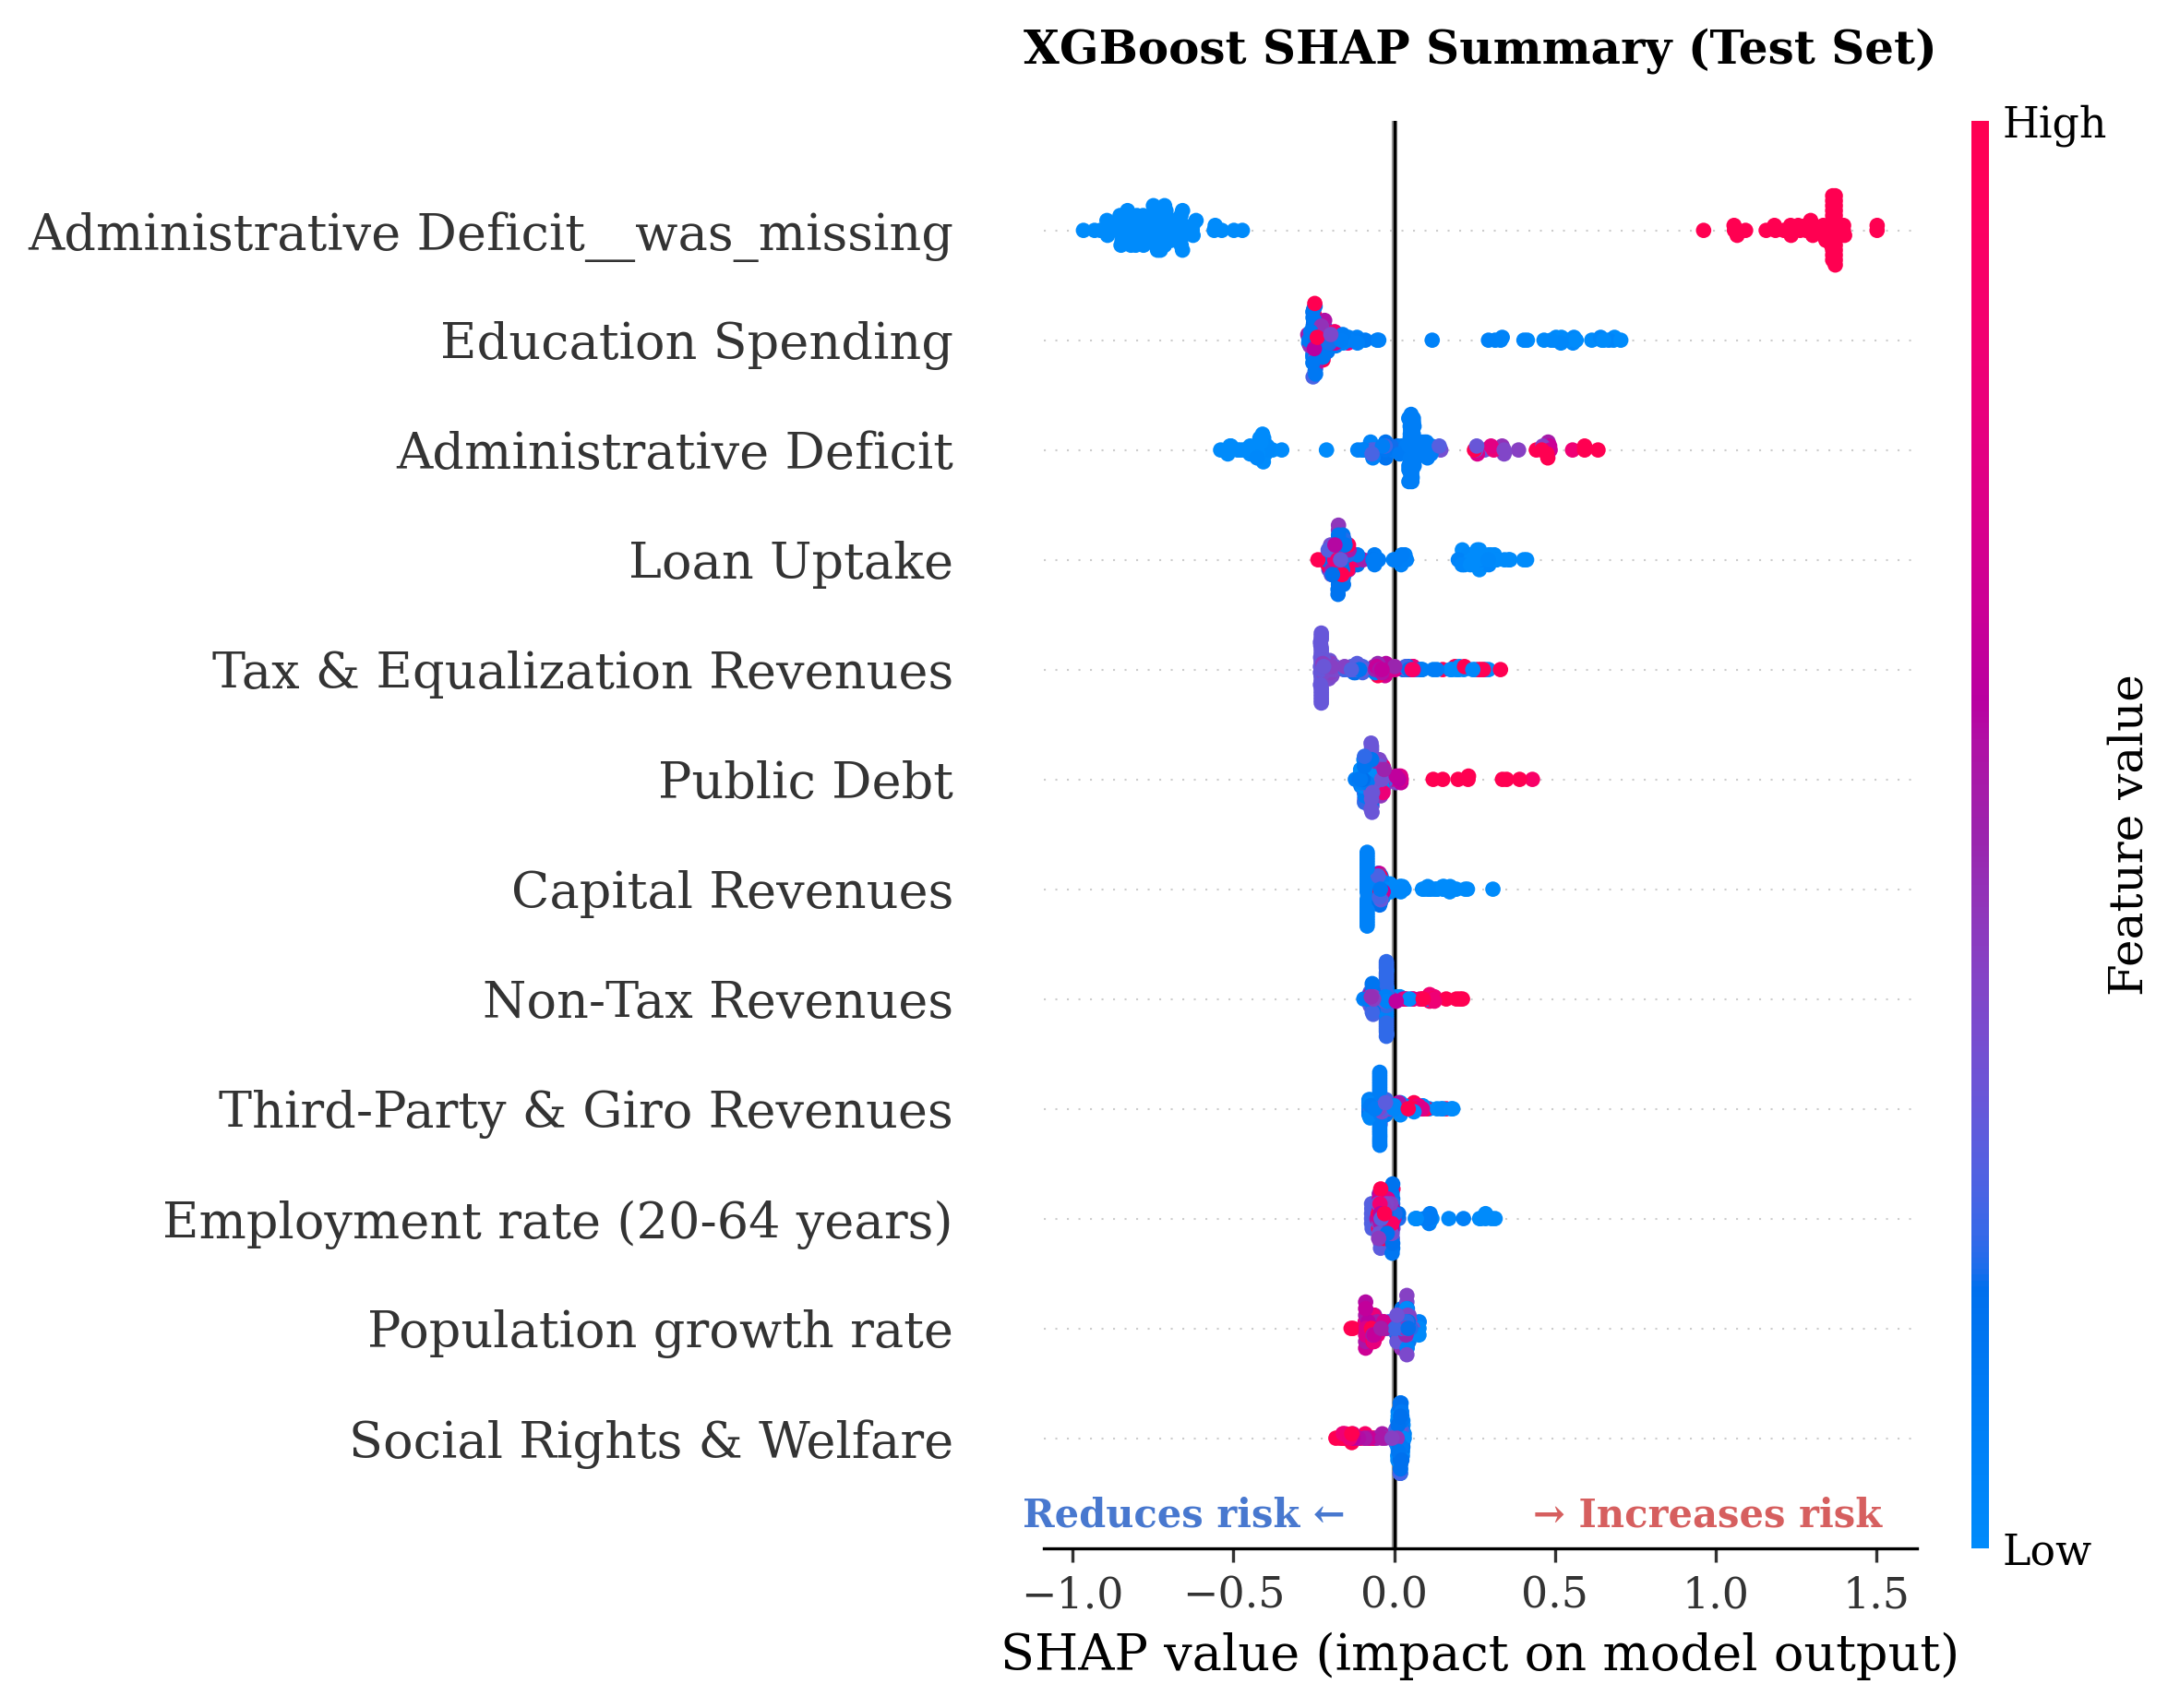 XGBoost SHAP Summary (Test Set)
High
Administrative Deficit__was_missing
Education Spending
Administrative Deficit
Loan Uptake
Tax & Equalization Revenues
Public Debt
Capital Revenues
Non-Tax Revenues
Third-Party & Giro Revenues
Employment rate (20-64 years)
Population growth rate
Social Rights & Welfare
Feature value
Reduces risk ← → Increases risk
Low
−1.0 −0.5 0.0 0.5 1.0 1.5
SHAP value (impact on model output)